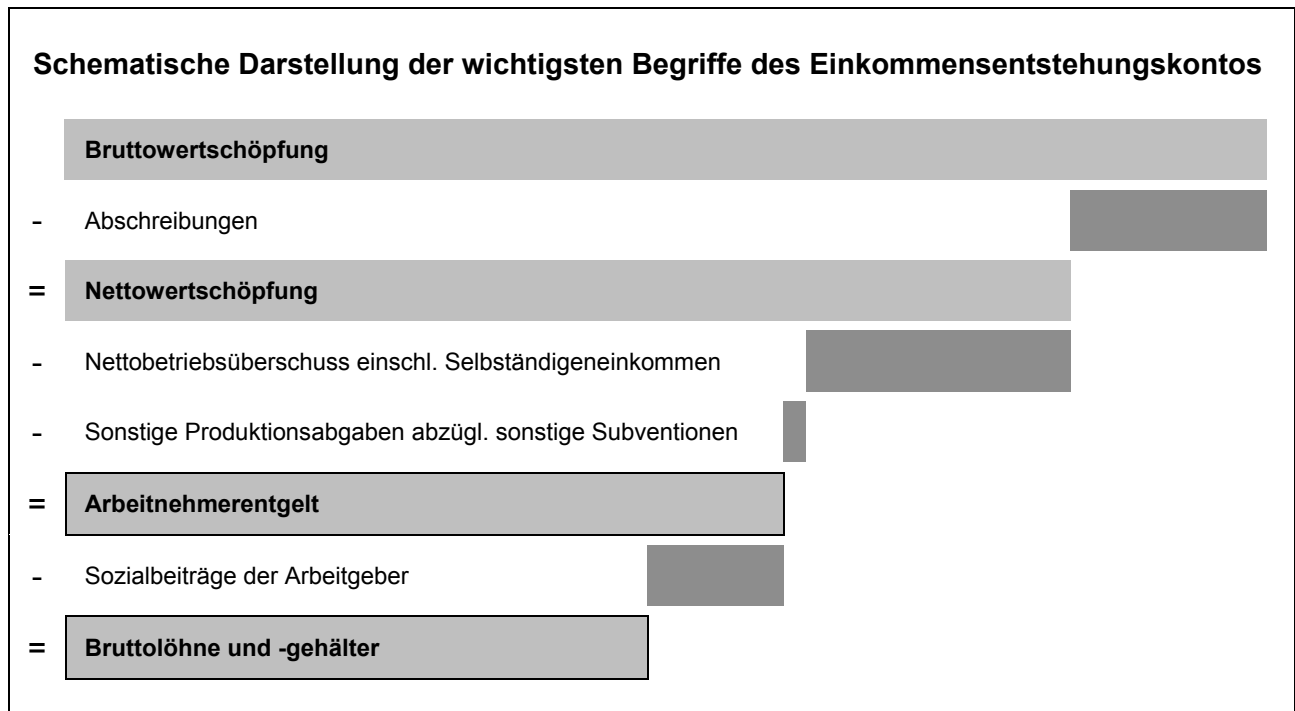 Schematische Darstellung der wichtigsten Begriffe des Einkommensentstehungskontos
Bruttowertschöpfung
- Abschreibungen
= Nettowertschöpfung
- Nettobetriebsüberschuss einschl. Selbständigeneinkommen
- Sonstige Produktionsabgaben abzügl. sonstige Subventionen
= Arbeitnehmerentgelt
- Sozialbeiträge der Arbeitgeber
= Bruttolöhne und -gehälter